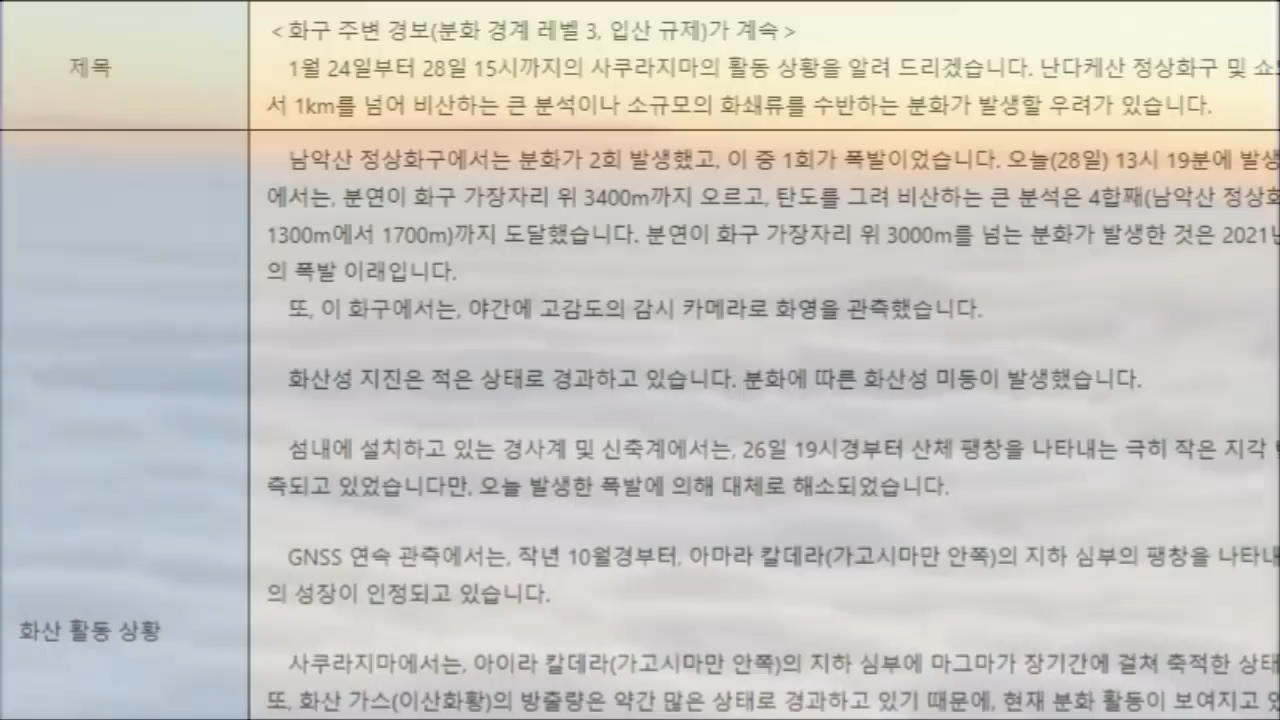 제목
< 화구 주변 경보(분화 경계 레벨 3, 입산 규제)가 계속 >
1월 24일부터 28일 15시까지의 사쿠라지마의 활동 상황을 알려 드리겠습니다. 난다케산 정상화구 및 쇼
서 1km를 넘어 비산하는 큰 분석이나 소규모의 화쇄류를 수반하는 분화가 발생할 우려가 있습니다.
화산 활동 상황
남악산 정상화구에서는 분화가 2회 발생했고, 이 중 1회가 폭발이었습니다. 오늘(28일) 13시 19분에 발생
에서는, 분연이 화구 가장자리 위 3400m까지 오르고, 탄도를 그려 비산하는 큰 분석은 4합째(남악산 정상화
1300m에서 1700m)까지 도달했습니다. 분연이 화구 가장자리 위 3000m를 넘는 분화가 발생한 것은 2021년
의 폭발 이래입니다.
또, 이 화구에서는, 야간에 고감도의 감시 카메라로 화영을 관측했습니다.
화산성 지진은 적은 상태로 경과하고 있습니다. 분화에 따른 화산성 미동이 발생했습니다.
섬내에 설치하고 있는 경사계 및 신축계에서는, 26일 19시경부터 산체 팽창을 나타내는 극히 작은 지각
측되고 있었습니다만, 오늘 발생한 폭발에 의해 대체로 해소되었습니다.
GNSS 연속 관측에서는, 작년 10월경부터, 아마라 칼데라(가고시마만 안쪽)의 지하 심부의 팽창을 나타내
의 성장이 인정되고 있습니다.
사쿠라지마에서는, 아이라 칼데라(가고시마만 안쪽)의 지하 심부에 마그마가 장기간에 걸쳐 축적한 상태
또, 화산 가스(이산화황)의 방출량은 약간 많은 상태로 경과하고 있기 때문에, 현재 분화 활동이 보여지고